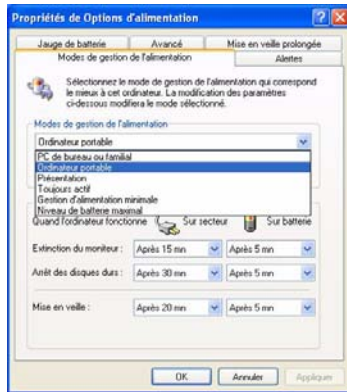 Propriétés de Options d'alimentation
Jauge de batterie Avancé Mise en veille prolongée
Modes de gestion de l'alimentation Alertes
Sélectionnez le mode de gestion de l'alimentation qui correspond
le mieux à cet ordinateur. La modification des paramètres
ci-dessous modifiera le mode sélectionné.
Modes de gestion de l'alimentation
Ordinateur portable
PC de bureau ou familial
Ordinateur portable
Présentation
Toujours actif
Gestion d'alimentation minimale
Niveau de batterie maximal
Quand l'ordinateur fonctionne Sur secteur Sur batterie
Extinction du moniteur : Après 15 mn Après 5 mn
Arrêt des disques durs : Après 30 mn Après 5 mn
Mise en veille : Après 20 mn Après 5 mn
OK Annuler Appliquer